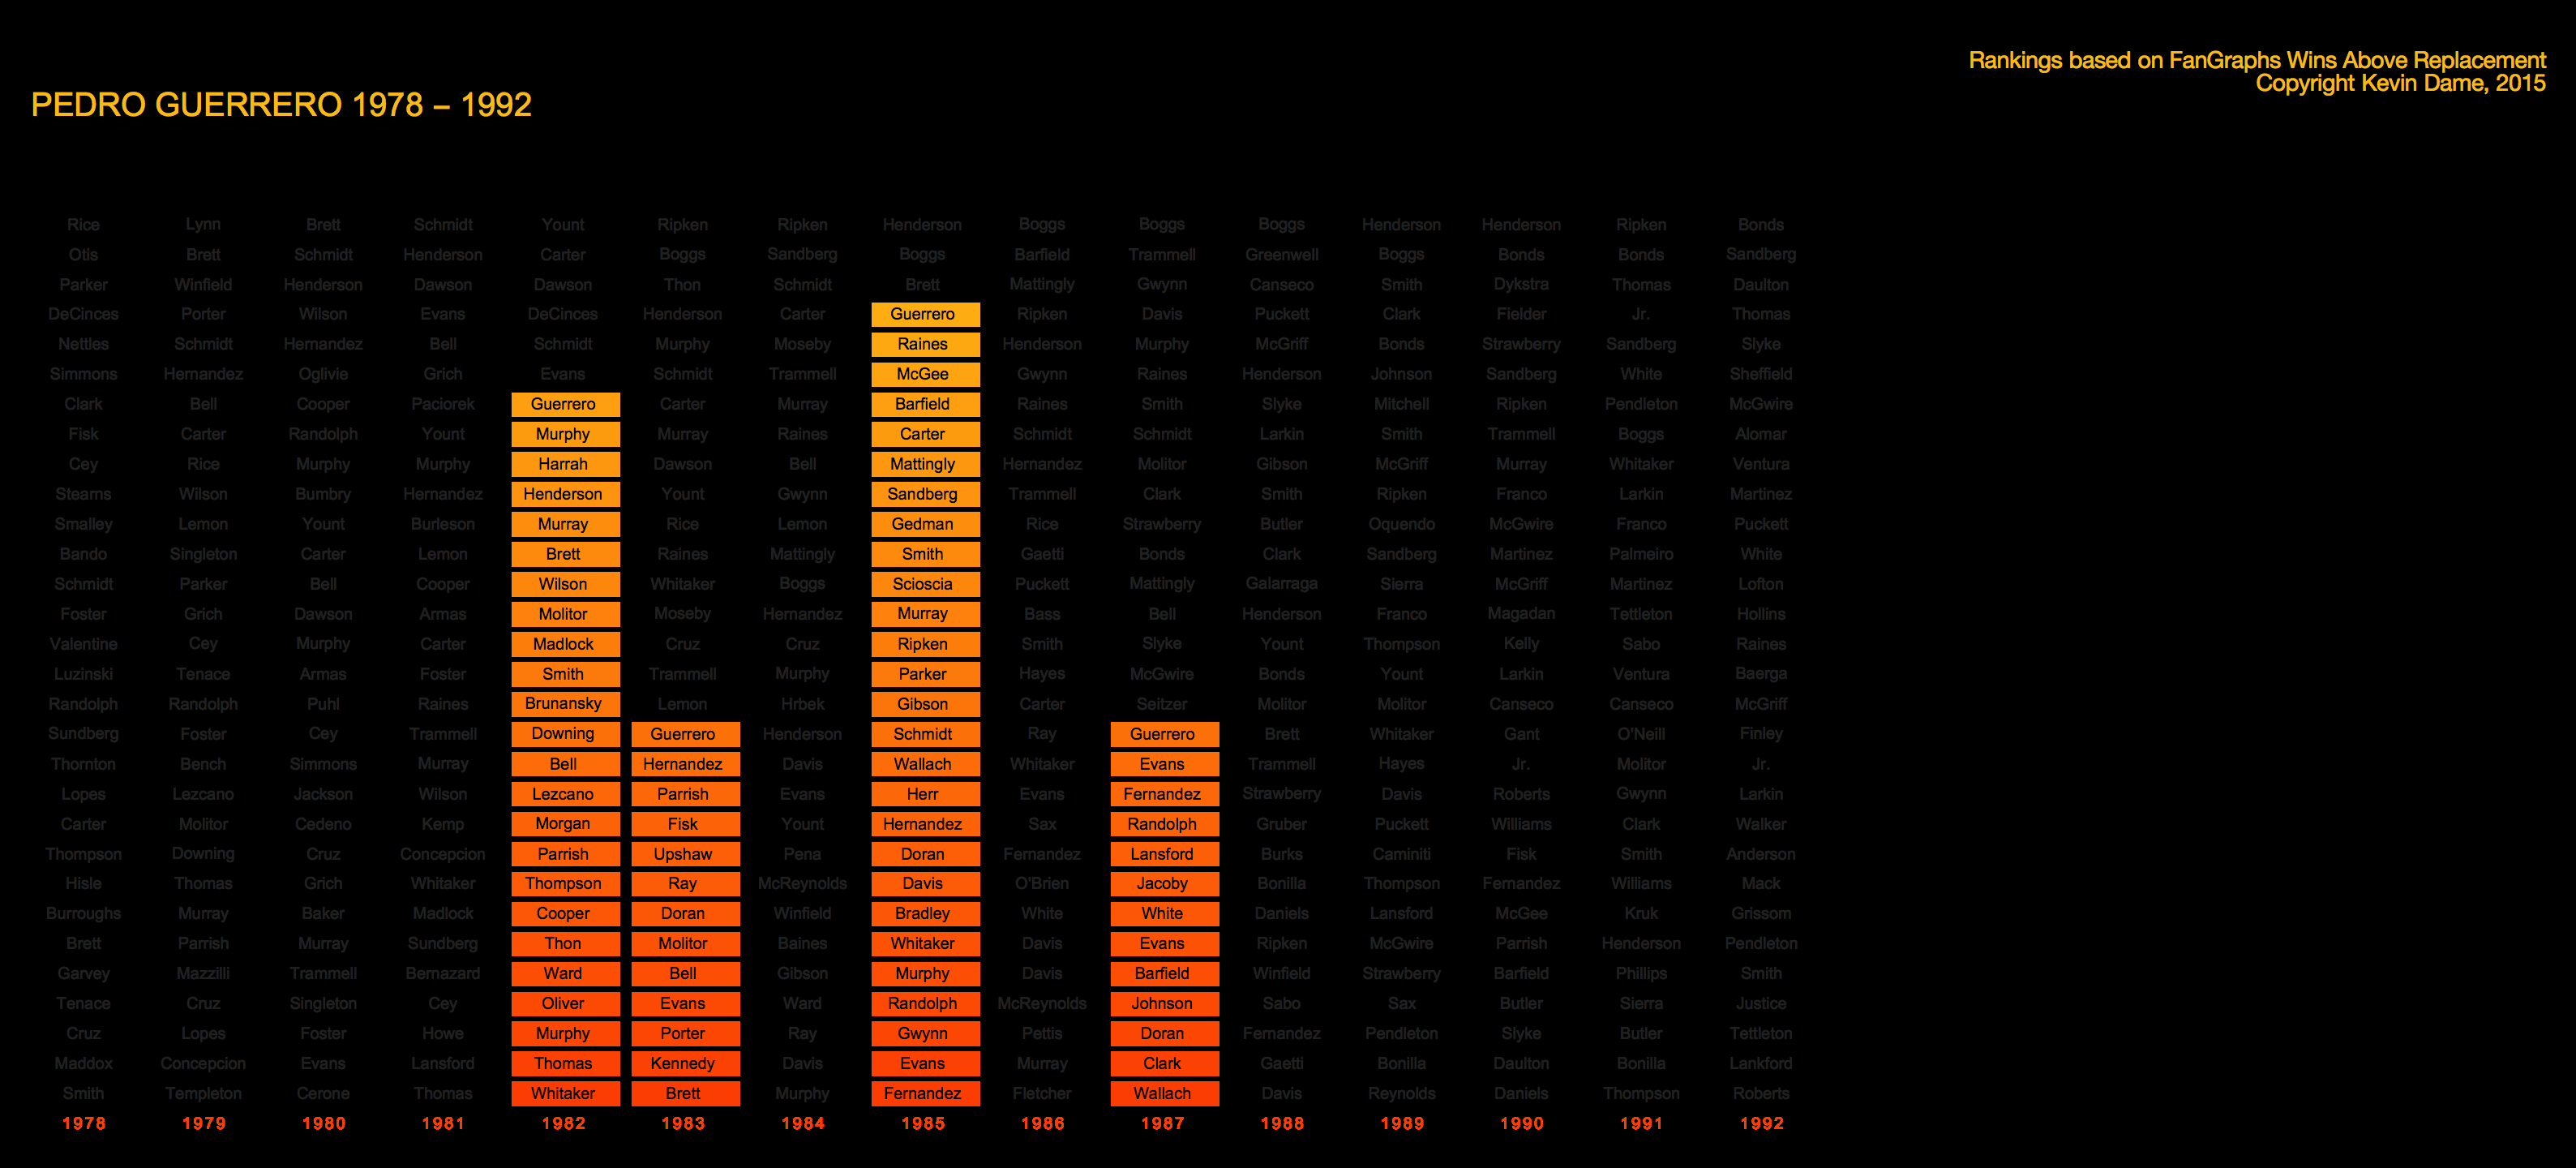 Rankings based on FanGraphs Wins Above Replacement
Copyright Kevin Dame, 2015
PEDRO GUERRERO 1978 – 1992
Rice Lynn Brett Schmidt Yount Ripken Ripken Henderson Boggs Boggs Boggs Henderson Henderson Ripken Bonds
Otis Brett Schmidt Henderson Carter Boggs Sandberg Boggs Barfield Trammell Greenwell Boggs Bonds Bonds Sandberg
Parker Winfield Henderson Dawson Dawson Thon Schmidt Brett Mattingly Gwynn Canseco Smith Dykstra Thomas Daulton
DeCinces Porter Wilson Evans DeCinces Henderson Carter Guerrero Ripken Davis Puckett Clark Fielder Jr. Thomas
Nettles Schmidt Hernandez Bell Schmidt Murphy Moseby Raines Henderson Murphy McGriff Bonds Strawberry Sandberg Slyke
Simmons Hernandez Oglivie Grich Evans Schmidt Trammell McGee Gwynn Raines Henderson Johnson Sandberg White Sheffield
Clark Bell Cooper Paciorek Guerrero Carter Murray Barfield Raines Smith Slyke Mitchell Ripken Pendleton McGwire
Fisk Carter Randolph Yount Murphy Murray Raines Carter Schmidt Schmidt Larkin Smith Trammell Boggs Alomar
Cey Rice Murphy Murphy Harrah Dawson Bell Mattingly Hernandez Molitor Gibson McGriff Murray Whitaker Ventura
Stearns Wilson Bumbry Hernandez Henderson Yount Gwynn Sandberg Trammell Clark Smith Ripken Franco Larkin Martinez
Smalley Lemon Yount Burleson Murray Rice Lemon Gedman Rice Strawberry Butler Oquendo McGwire Franco Puckett
Bando Singleton Carter Lemon Brett Raines Mattingly Smith Gaetti Bonds Clark Sandberg Martinez Palmeiro White
Schmidt Parker Bell Cooper Wilson Whitaker Boggs Scioscia Puckett Mattingly Galarraga Sierra McGriff Martinez Lofton
Foster Grich Dawson Armas Molitor Moseby Hernandez Murray Bass Bell Henderson Franco Magadan Tettleton Hollins
Valentine Cey Murphy Carter Madlock Cruz Cruz Ripken Smith Slyke Yount Thompson Kelly Sabo Raines
Luzinski Tenace Armas Foster Smith Trammell Murphy Parker Hayes McGwire Bonds Yount Larkin Ventura Baerga
Randolph Randolph Puhl Raines Brunansky Lemon Hrbek Gibson Carter Seitzer Molitor Molitor Canseco Canseco McGriff
Sundberg Foster Cey Trammell Downing Guerrero Henderson Schmidt Ray Guerrero Brett Whitaker Gant O'Neill Finley
Thornton Bench Simmons Murray Bell Hernandez Davis Wallach Whitaker Evans Trammell Hayes Jr. Molitor Jr.
Lopes Lezcano Jackson Wilson Lezcano Parrish Evans Herr Evans Fernandez Strawberry Davis Roberts Gwynn Larkin
Carter Molitor Cedeno Kemp Morgan Fisk Yount Hernandez Sax Randolph Gruber Puckett Williams Clark Walker
Thompson Downing Cruz Concepcion Parrish Upshaw Pena Doran Fernandez Lansford Burks Caminiti Fisk Smith Anderson
Hisle Thomas Grich Whitaker Thompson Ray McReynolds Davis O'Brien Jacoby Bonilla Thompson Fernandez Williams Mack
Burroughs Murray Baker Madlock Cooper Doran Winfield Bradley White White Daniels Lansford McGee Kruk Grissom
Brett Parrish Murray Sundberg Thon Molitor Baines Whitaker Davis Evans Ripken McGwire Parrish Henderson Pendleton
Garvey Mazzilli Trammell Bernazard Ward Bell Gibson Murphy Davis Barfield Winfield Strawberry Barfield Phillips Smith
Tenace Cruz Singleton Cey Oliver Evans Ward Randolph McReynolds Johnson Sabo Sax Butler Sierra Justice
Cruz Lopes Foster Howe Murphy Porter Ray Gwynn Pettis Doran Fernandez Pendleton Slyke Butler Tettleton
Maddox Concepcion Evans Lansford Thomas Kennedy Davis Evans Murray Clark Gaetti Bonilla Daulton Bonilla Lankford
Smith Templeton Cerone Thomas Whitaker Brett Murphy Fernandez Fletcher Wallach Davis Reynolds Daniels Thompson Roberts
1978 1979 1980 1981 1982 1983 1984 1985 1986 1987 1988 1989 1990 1991 1992